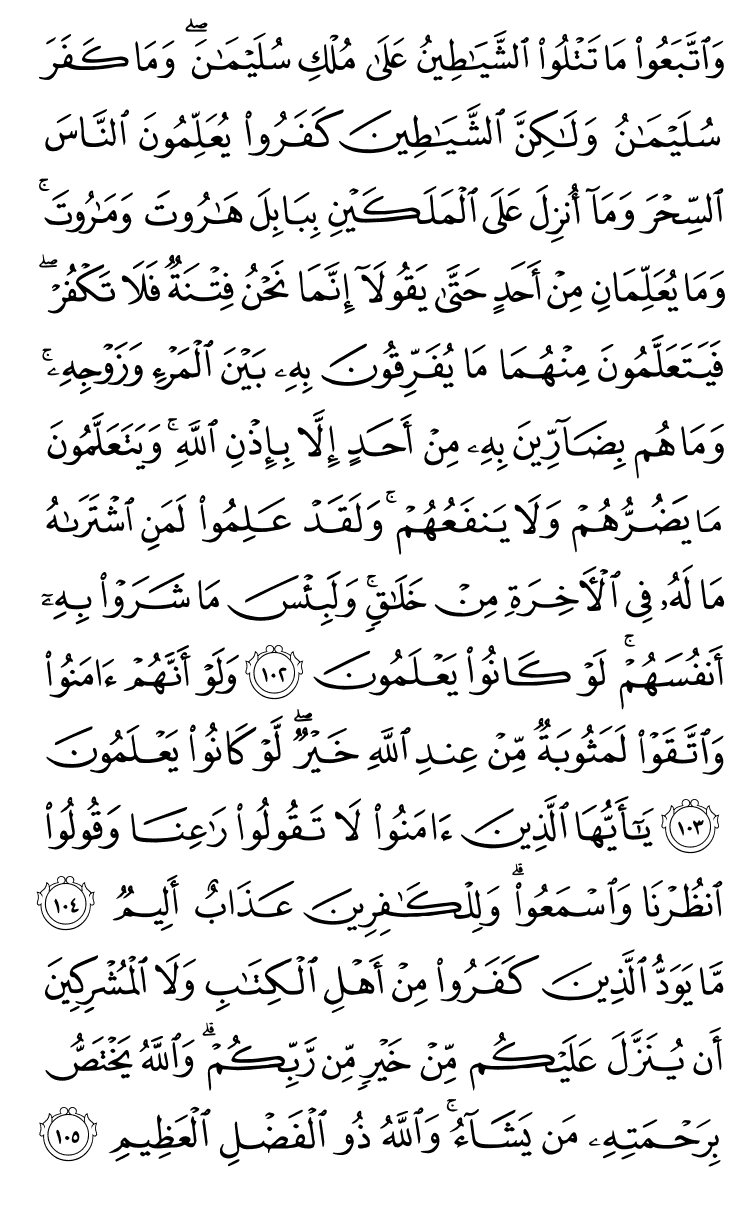 وَٱتَّبَعُوا۟ مَا تَتْلُوا۟ ٱلشَّيَـٰطِينُ عَلَىٰ مُلْكِ سُلَيْمَـٰنَ ۖ وَمَا كَفَرَ
سُلَيْمَـٰنُ وَلَـٰكِنَّ ٱلشَّيَـٰطِينَ كَفَرُوا۟ يُعَلِّمُونَ ٱلنَّاسَ
ٱلسِّحْرَ وَمَآ أُنزِلَ عَلَى ٱلْمَلَكَيْنِ بِبَابِلَ هَـٰرُوتَ وَمَـٰرُوتَ ۚ
وَمَا يُعَلِّمَانِ مِنْ أَحَدٍ حَتَّىٰ يَقُولَآ إِنَّمَا نَحْنُ فِتْنَةٌ فَلَا تَكْفُرْ ۖ
فَيَتَعَلَّمُونَ مِنْهُمَا مَا يُفَرِّقُونَ بِهِۦ بَيْنَ ٱلْمَرْءِ وَزَوْجِهِۦ ۚ
وَمَا هُم بِضَآرِّينَ بِهِۦ مِنْ أَحَدٍ إِلَّا بِإِذْنِ ٱللَّهِ ۚ وَيَتَعَلَّمُونَ
مَا يَضُرُّهُمْ وَلَا يَنفَعُهُمْ ۚ وَلَقَدْ عَلِمُوا۟ لَمَنِ ٱشْتَرَىٰهُ
مَا لَهُۥ فِى ٱلْـَٔاخِرَةِ مِنْ خَلَـٰقٍ ۚ وَلَبِئْسَ مَا شَرَوْا۟ بِهِۦٓ
أَنفُسَهُمْ ۚ لَوْ كَانُوا۟ يَعْلَمُونَ ١٠٢ وَلَوْ أَنَّهُمْ ءَامَنُوا۟
وَٱتَّقَوْا۟ لَمَثُوبَةٌ مِّنْ عِندِ ٱللَّهِ خَيْرٌ ۖ لَّوْ كَانُوا۟ يَعْلَمُونَ
١٠٣ يَـٰٓأَيُّهَا ٱلَّذِينَ ءَامَنُوا۟ لَا تَقُولُوا۟ رَٰعِنَا وَقُولُوا۟
ٱنظُرْنَا وَٱسْمَعُوا۟ ۗ وَلِلْكَـٰفِرِينَ عَذَابٌ أَلِيمٌ ١٠٤
مَّا يَوَدُّ ٱلَّذِينَ كَفَرُوا۟ مِنْ أَهْلِ ٱلْكِتَـٰبِ وَلَا ٱلْمُشْرِكِينَ
أَن يُنَزَّلَ عَلَيْكُم مِّنْ خَيْرٍ مِّن رَّبِّكُمْ ۗ وَٱللَّهُ يَخْتَصُّ
بِرَحْمَتِهِۦ مَن يَشَآءُ ۚ وَٱللَّهُ ذُو ٱلْفَضْلِ ٱلْعَظِيمِ ١٠٥